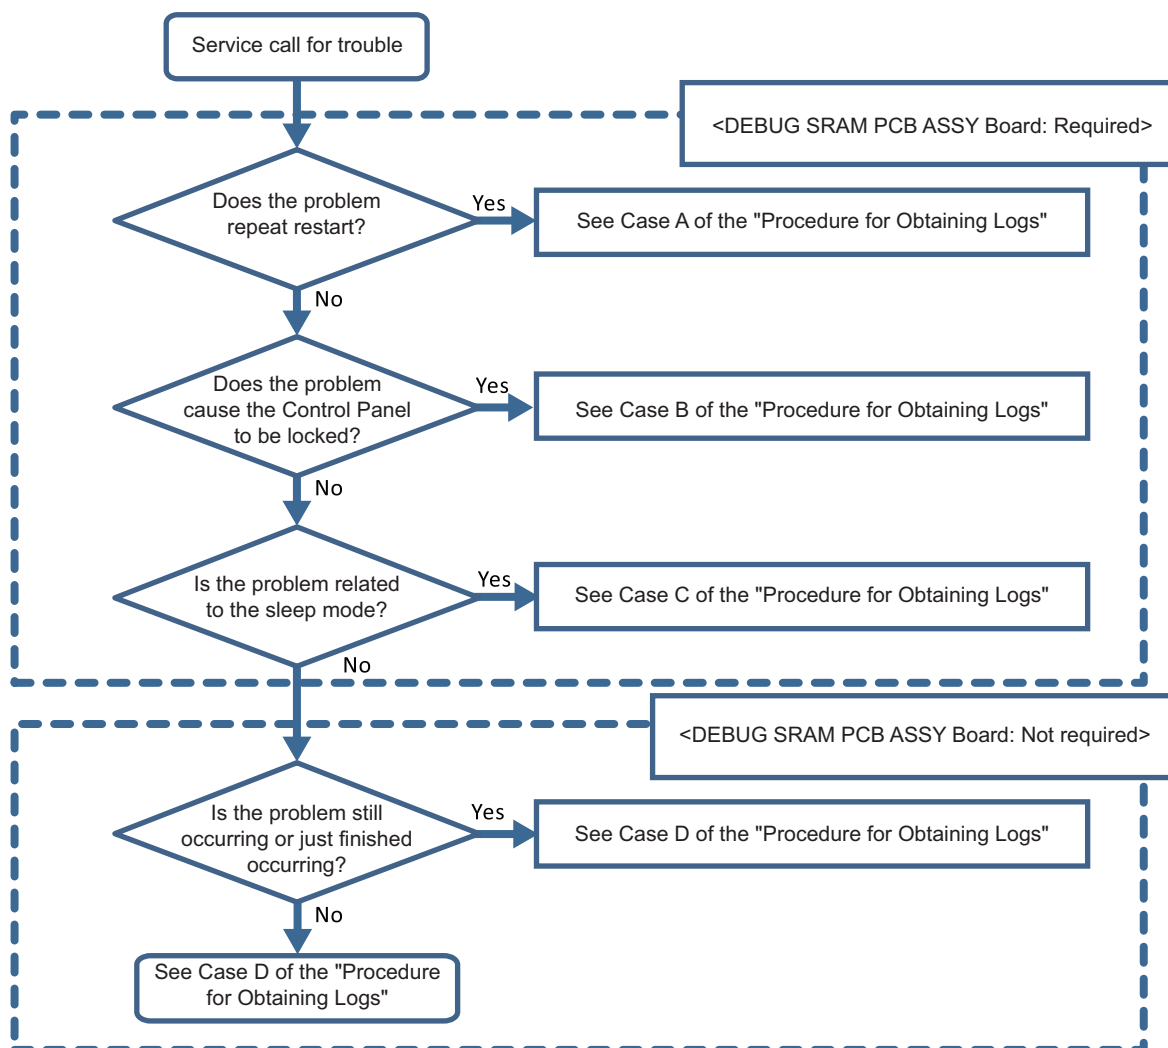 Service call for trouble
<DEBUG SRAM PCB ASSY Board: Required>
Does the problem
repeat restart?
Yes
See Case A of the "Procedure for Obtaining Logs"
No
Does the problem
cause the Control Panel
to be locked?
Yes
See Case B of the "Procedure for Obtaining Logs"
No
Is the problem related
to the sleep mode?
Yes
See Case C of the "Procedure for Obtaining Logs"
No
<DEBUG SRAM PCB ASSY Board: Not required>
Is the problem still
occurring or just finished
occurring?
Yes
See Case D of the "Procedure for Obtaining Logs"
No
See Case D of the "Procedure
for Obtaining Logs"